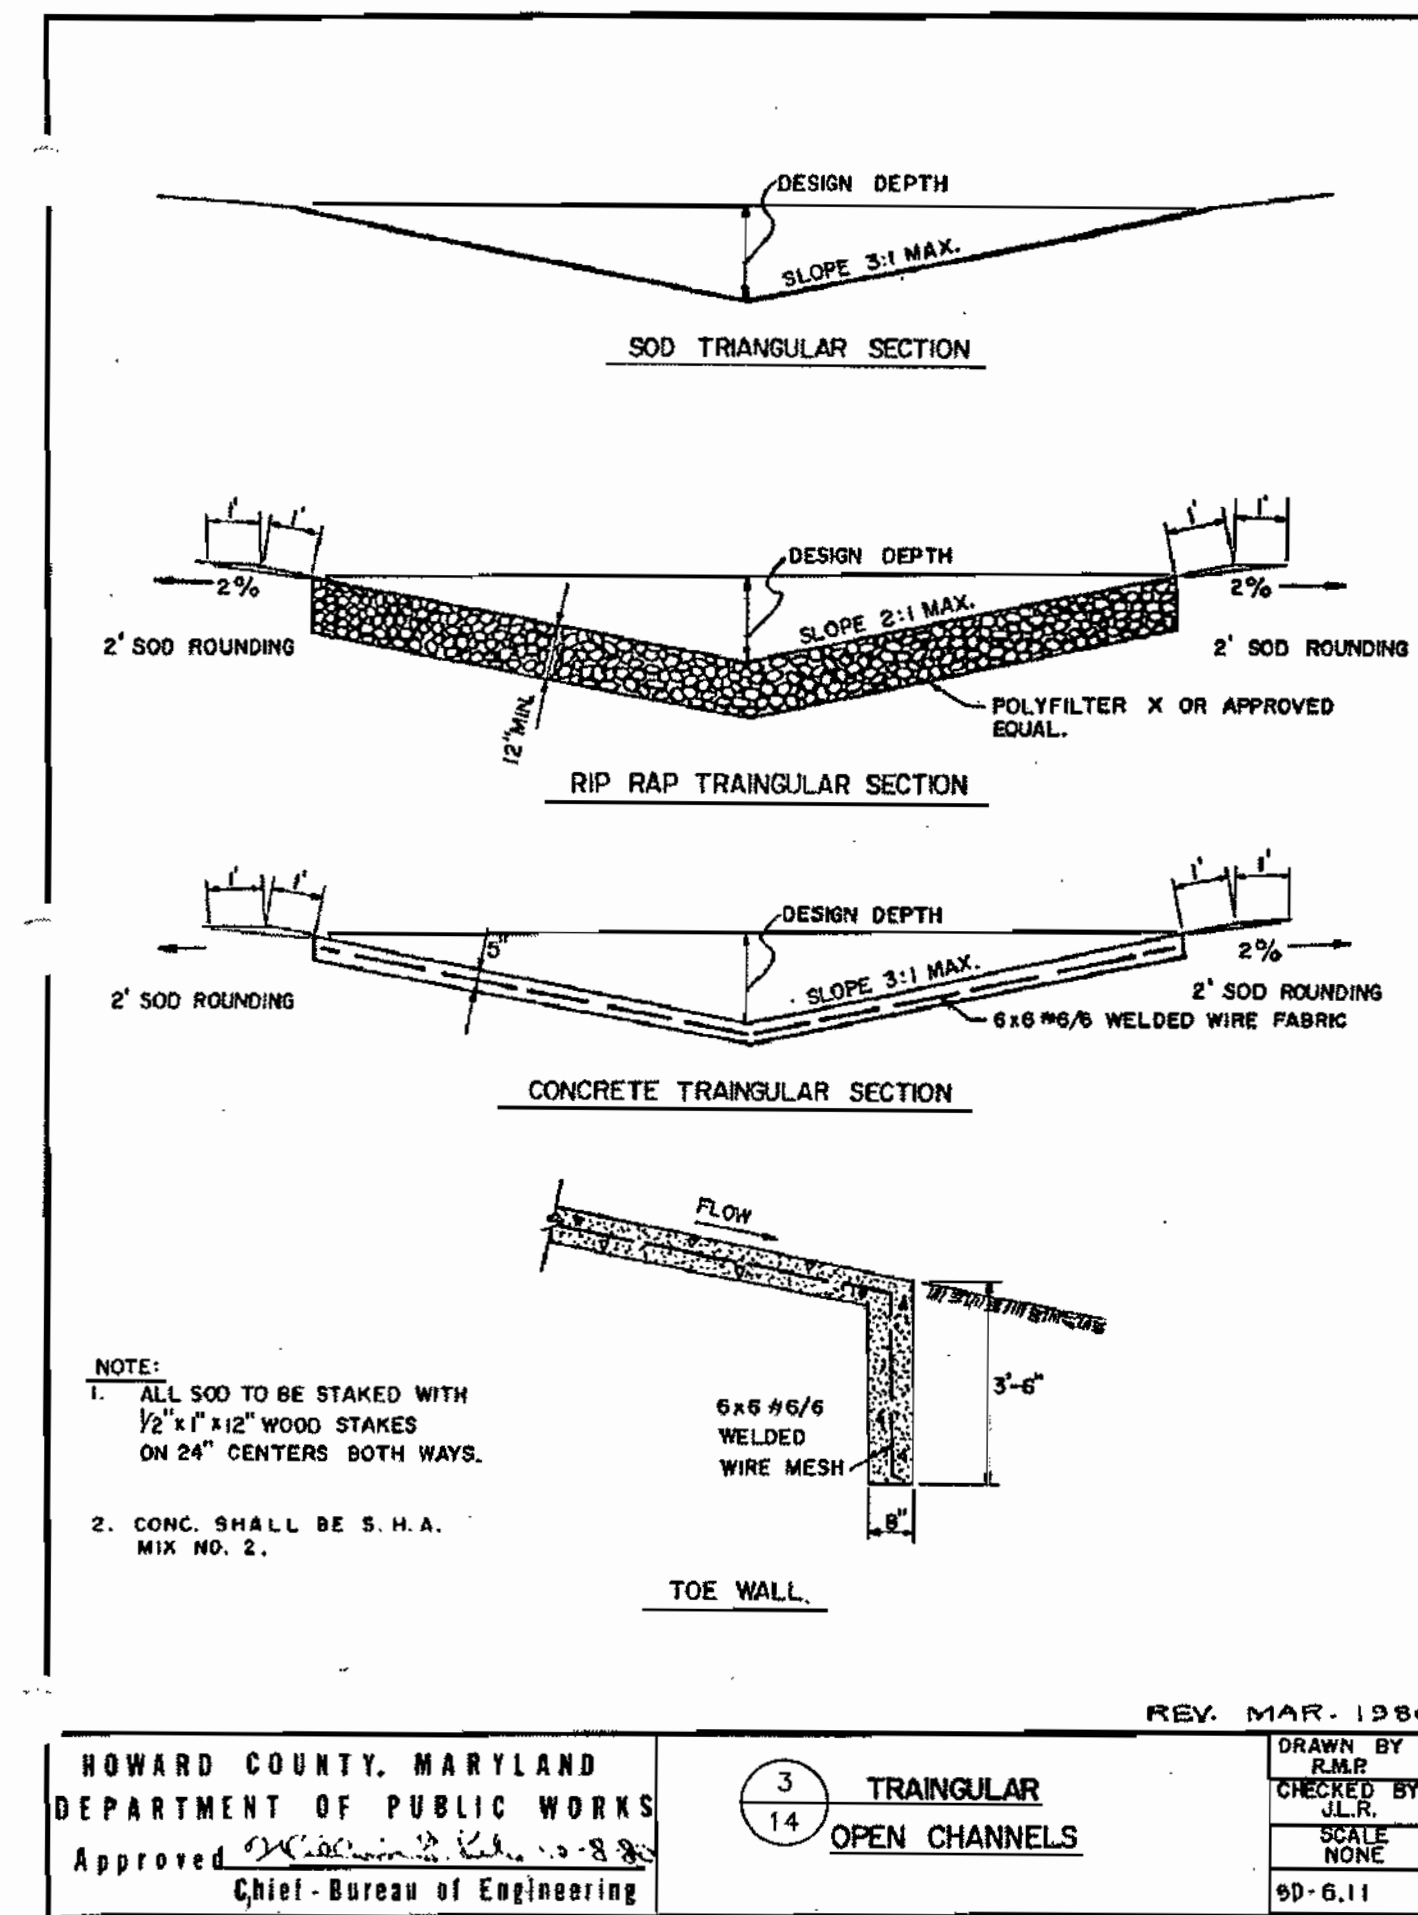 DESIGN DEPTH
SLOPE 3:1 MAX.
SOD TRIANGULAR SECTION
1' 1' 1' 1'
DESIGN DEPTH
2% 2%
SLOPE 2:1 MAX.
2' SOD ROUNDING 2' SOD ROUNDING
POLYFILTER X OR APPROVED
EQUAL.
12" MIN.
RIP RAP TRAINGULAR SECTION
1' 1' 1' 1'
DESIGN DEPTH
5" 2%
SLOPE 3:1 MAX.
2' SOD ROUNDING 2' SOD ROUNDING
6x6 #6/6 WELDED WIRE FABRIC
CONCRETE TRAINGULAR SECTION
FLOW
NOTE:
1. ALL SOD TO BE STAKED WITH
1/2" x 1" x 12" WOOD STAKES
ON 24" CENTERS BOTH WAYS.
2. CONC. SHALL BE S.H.A.
MIX NO. 2.
3'-6"
6x6 #6/6
WELDED
WIRE MESH
8"
TOE WALL.
REV. MAR. 198
HOWARD COUNTY, MARYLAND
DEPARTMENT OF PUBLIC WORKS
Approved
Chief - Bureau of Engineering
3
14
TRAINGULAR
OPEN CHANNELS
DRAWN BY
R.M.P.
CHECKED BY
J.L.R.
SCALE
NONE
SD-6.11